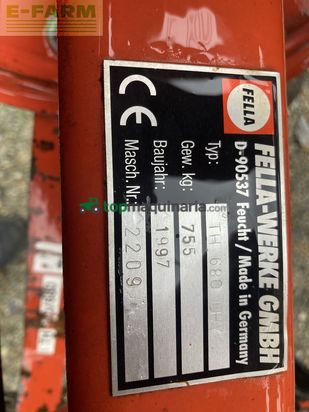 E-FARM
FELLA
FELLA-WERKE GMBH
D-90537 Feucht / Made in Germany
Typ: TH 680
Gew. kg: 755
Baujahr: 1997
Masch. Nr.: 2209
CE
topmaquinaria.com